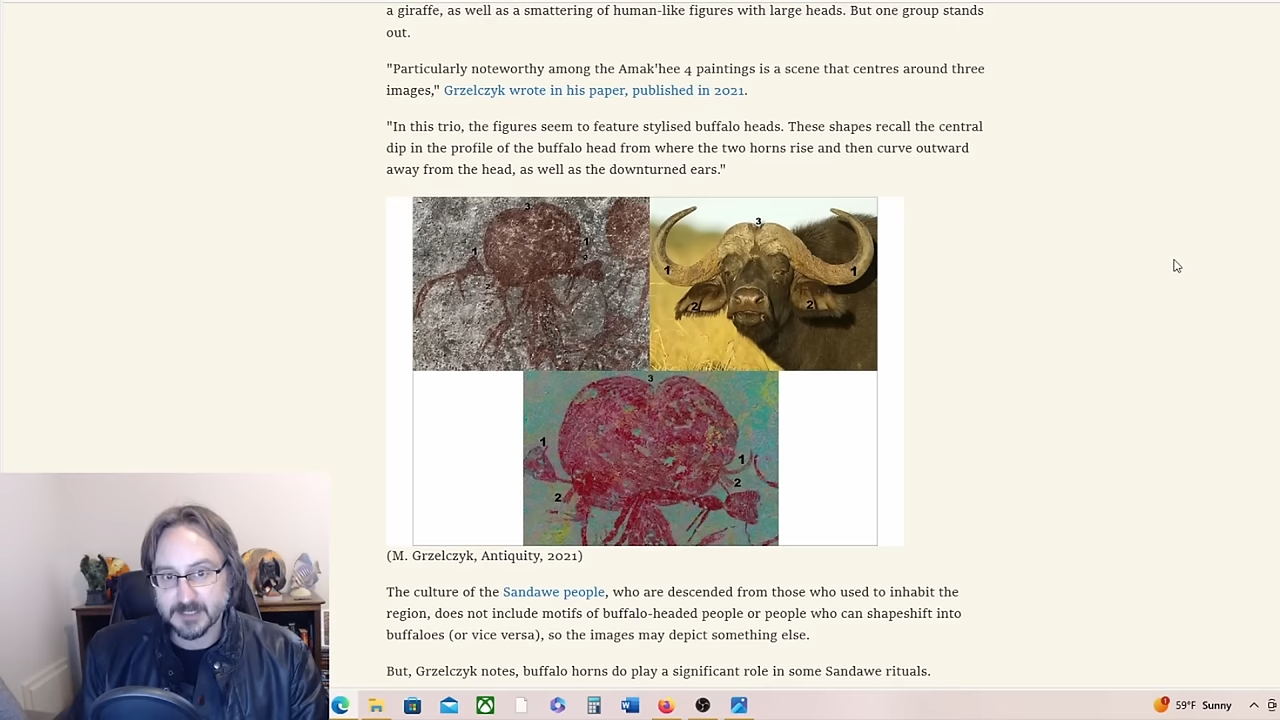 a giraffe, as well as a smattering of human-like figures with large heads. But one group stands
out.
"Particularly noteworthy among the Amak'hee 4 paintings is a scene that centres around three
images," Grzelczyk wrote in his paper, published in 2021.
"In this trio, the figures seem to feature stylised buffalo heads. These shapes recall the central
dip in the profile of the buffalo head from where the two horns rise and then curve outward
away from the head, as well as the downturned ears."
3
1
1
2
2
3
1
1
2
2
3
1
1
2
2
(M. Grzelczyk, Antiquity, 2021)
The culture of the Sandawe people, who are descended from those who used to inhabit the
region, does not include motifs of buffalo-headed people or people who can shapeshift into
buffaloes (or vice versa), so the images may depict something else.
But, Grzelczyk notes, buffalo horns do play a significant role in some Sandawe rituals.
1
59°F Sunny